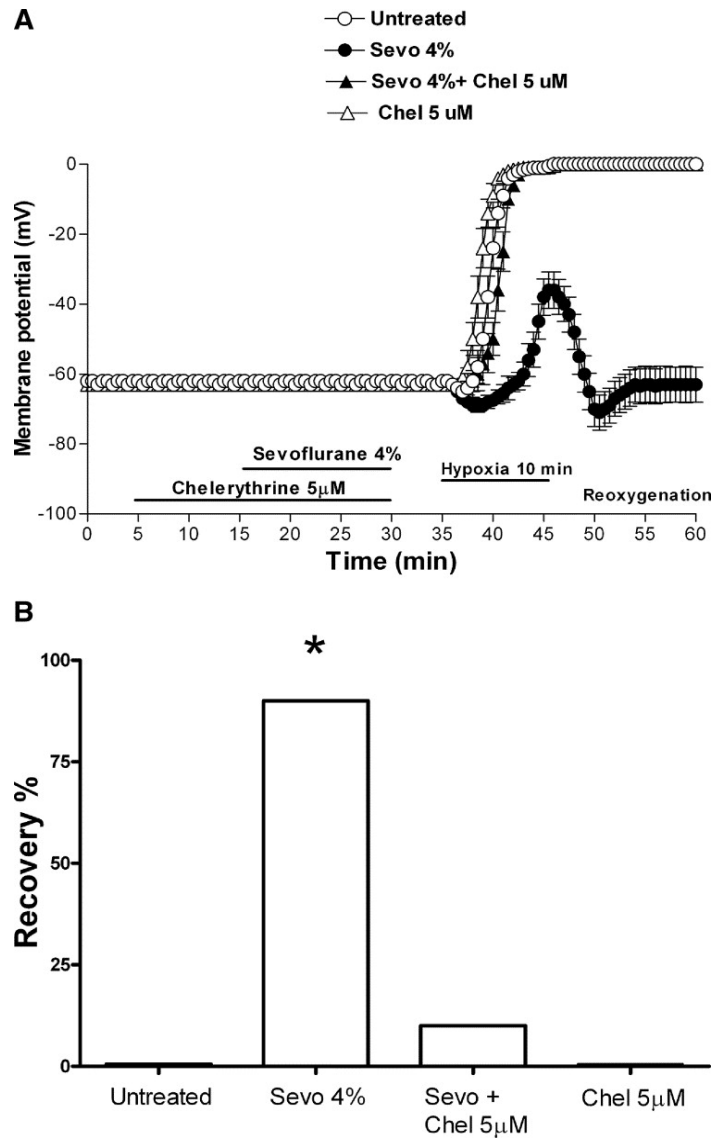 A
Untreated
Sevo 4%
Sevo 4%+ Chel 5 uM
Chel 5 uM
Membrane potential (mV)
0
-20
-40
-60
-80
-100
Sevoflurane 4%
Chelerythrine 5μM
Hypoxia 10 min
Reoxygenation
0 5 10 15 20 25 30 35 40 45 50 55 60
Time (min)
B
*
Recovery %
100
75
50
25
0
Untreated Sevo 4% Sevo + Chel 5μM
Chel 5μM